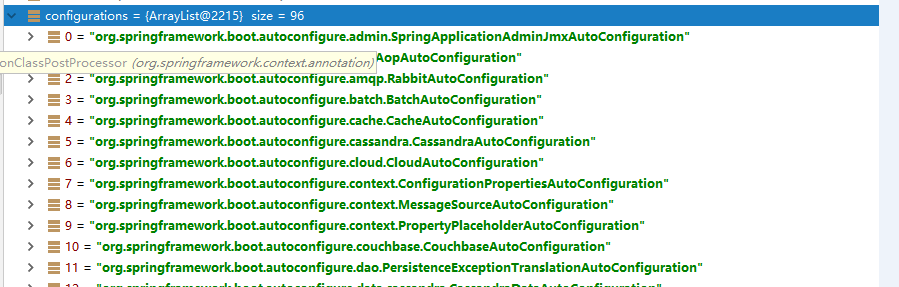 configurations = {ArrayList@2215} size = 96
0 = "org.springframework.boot.autoconfigure.admin.SpringApplicationAdminJmxAutoConfiguration"
onClassPostProcessor (org.springframework.context.annotation) AopAutoConfiguration"
2 = "org.springframework.boot.autoconfigure.amqp.RabbitAutoConfiguration"
3 = "org.springframework.boot.autoconfigure.batch.BatchAutoConfiguration"
4 = "org.springframework.boot.autoconfigure.cache.CacheAutoConfiguration"
5 = "org.springframework.boot.autoconfigure.cassandra.CassandraAutoConfiguration"
6 = "org.springframework.boot.autoconfigure.cloud.CloudAutoConfiguration"
7 = "org.springframework.boot.autoconfigure.context.ConfigurationPropertiesAutoConfiguration"
8 = "org.springframework.boot.autoconfigure.context.MessageSourceAutoConfiguration"
9 = "org.springframework.boot.autoconfigure.context.PropertyPlaceholderAutoConfiguration"
10 = "org.springframework.boot.autoconfigure.couchbase.CouchbaseAutoConfiguration"
11 = "org.springframework.boot.autoconfigure.dao.PersistenceExceptionTranslationAutoConfiguration"